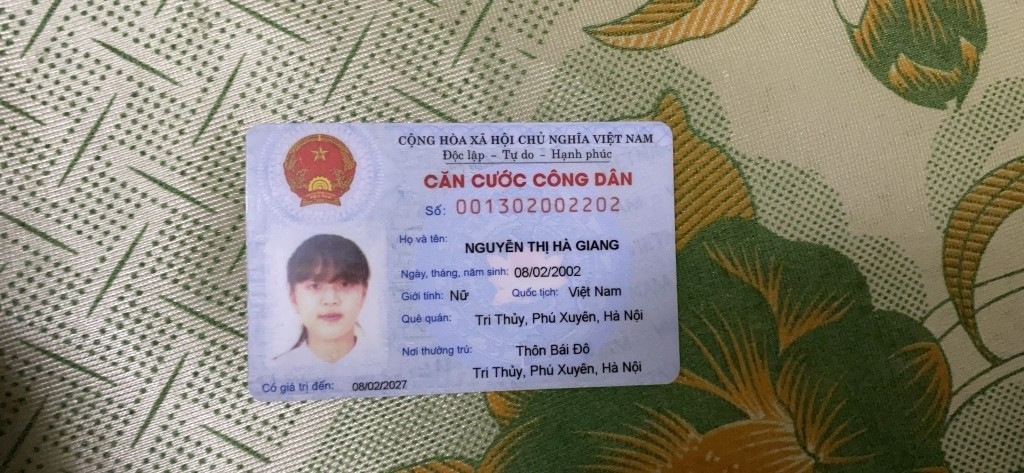 CỘNG HÒA XÃ HỘI CHỦ NGHĨA VIỆT NAM
Độc lập – Tự do – Hạnh phúc
CĂN CƯỚC CÔNG DÂN
Số: 001302002202
Họ và tên: NGUYỄN THỊ HÀ GIANG
Ngày, tháng, năm sinh: 08/02/2002
Giới tính: Nữ Quốc tịch: Việt Nam
Quê quán: Tri Thủy, Phú Xuyên, Hà Nội
Nơi thường trú: Thôn Bái Đô
Tri Thủy, Phú Xuyên, Hà Nội
Có giá trị đến: 08/02/2027